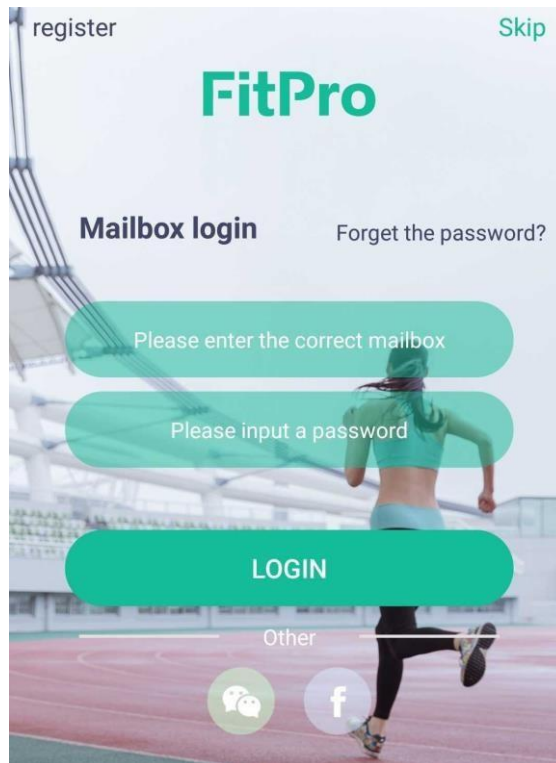 register
Skip
FitPro
Mailbox login
Forget the password?
Please enter the correct mailbox
Please input a password
LOGIN
Other
f